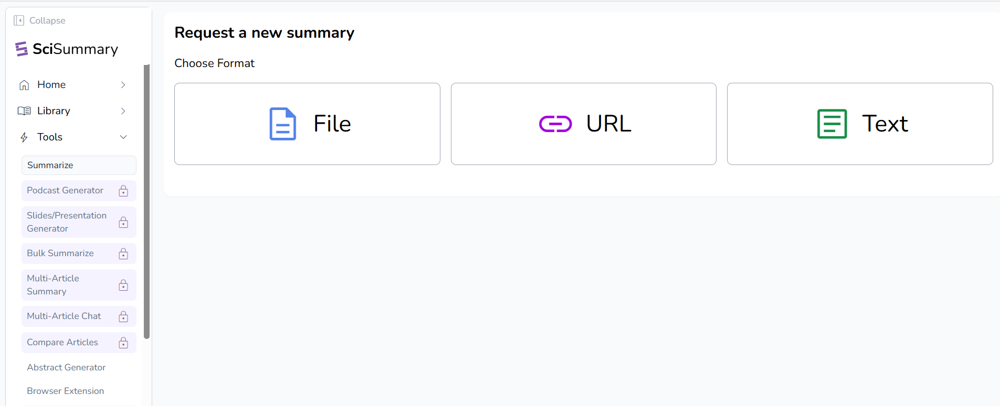 Collapse
SciSummary
Home
Library
Tools
Summarize
Podcast Generator
Slides/Presentation
Generator
Bulk Summarize
Multi-Article
Summary
Multi-Article Chat
Compare Articles
Abstract Generator
Browser Extension
Request a new summary
Choose Format
File
URL
Text